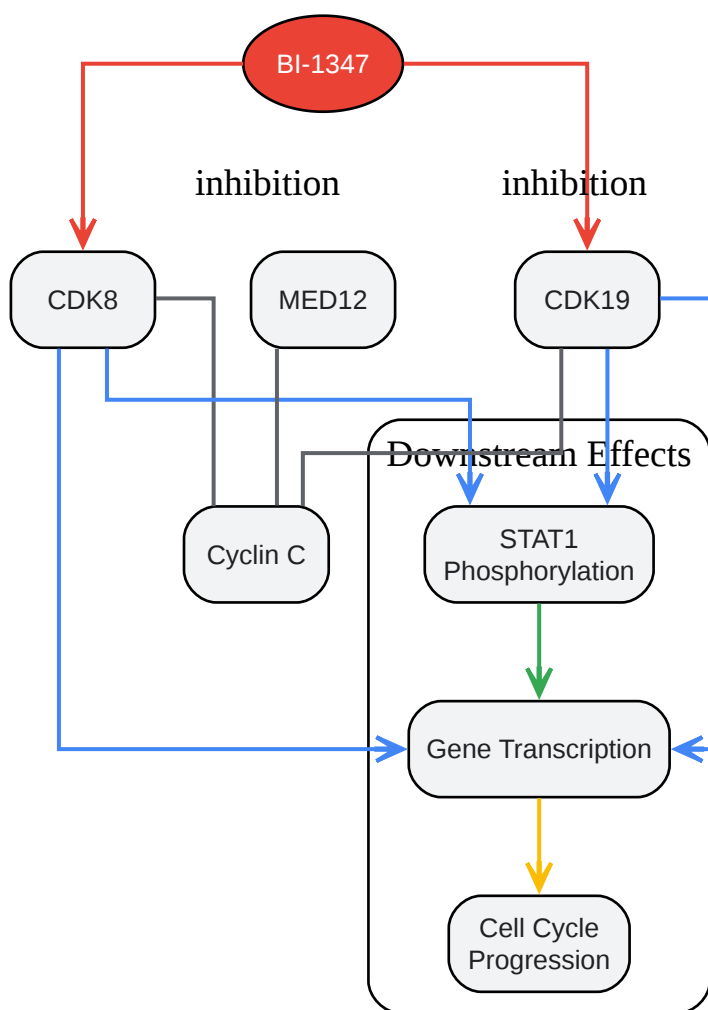 BI-1347
inhibition
inhibition
CDK8
MED12
CDK19
Downstream Effects
Cyclin C
STAT1
Phosphorylation
Gene Transcription
Cell Cycle
Progression